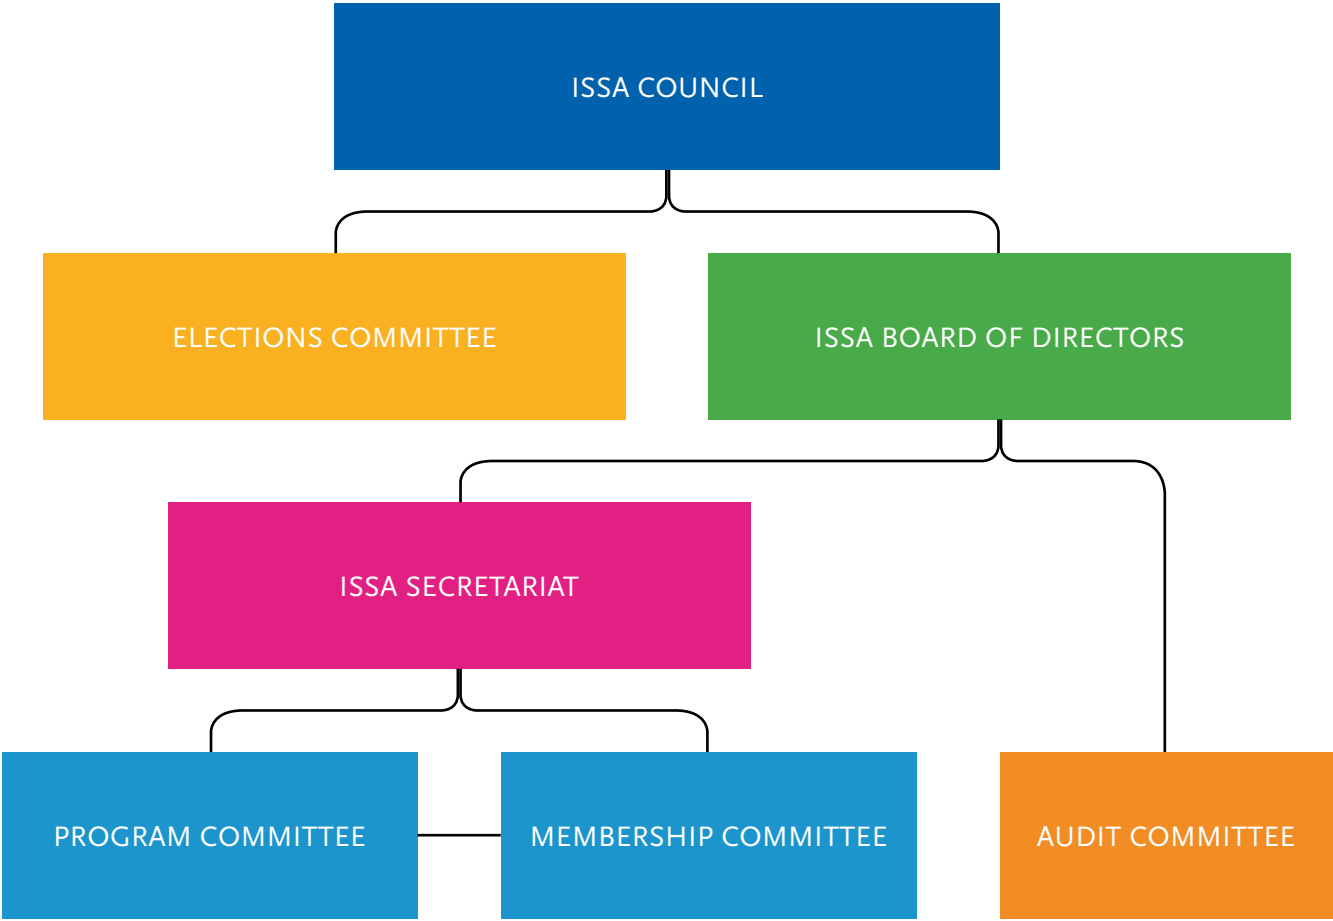 ISSA COUNCIL
ELECTIONS COMMITTEE
ISSA BOARD OF DIRECTORS
ISSA SECRETARIAT
PROGRAM COMMITTEE
MEMBERSHIP COMMITTEE
AUDIT COMMITTEE